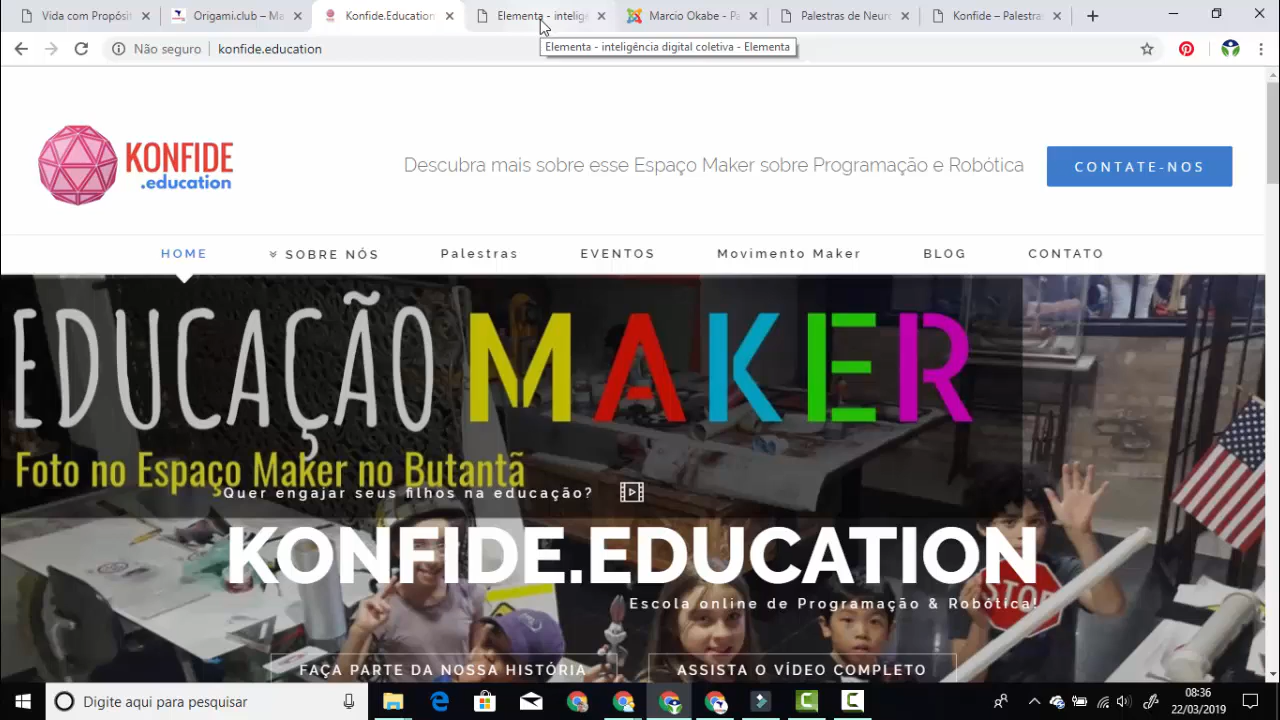 Vida com Propósi
Origami.club – Ma
Konfide.Education
Elementa - intelig
Marcio Okabe - Pa
Palestras de Neur
Konfide – Palestra
Não seguro
konfide.education
Elementa - inteligência digital coletiva - Elementa
KONFIDE
.education
Descubra mais sobre esse Espaço Maker sobre Programação e Robótica
CONTATE-NOS
HOME
SOBRE NÓS
Palestras
EVENTOS
Movimento Maker
BLOG
CONTATO
EDUCAÇÃO MAKER
Foto no Espaço Maker no Butantã
Quer engajar seus filhos na educação?
KONFIDE.EDUCATION
Escola online de Programação & Robótica!
STOP
FAÇA PARTE DA NOSSA HISTÓRIA
ASSISTA O VÍDEO COMPLETO
Digite aqui para pesquisar
08:36
22/03/2019